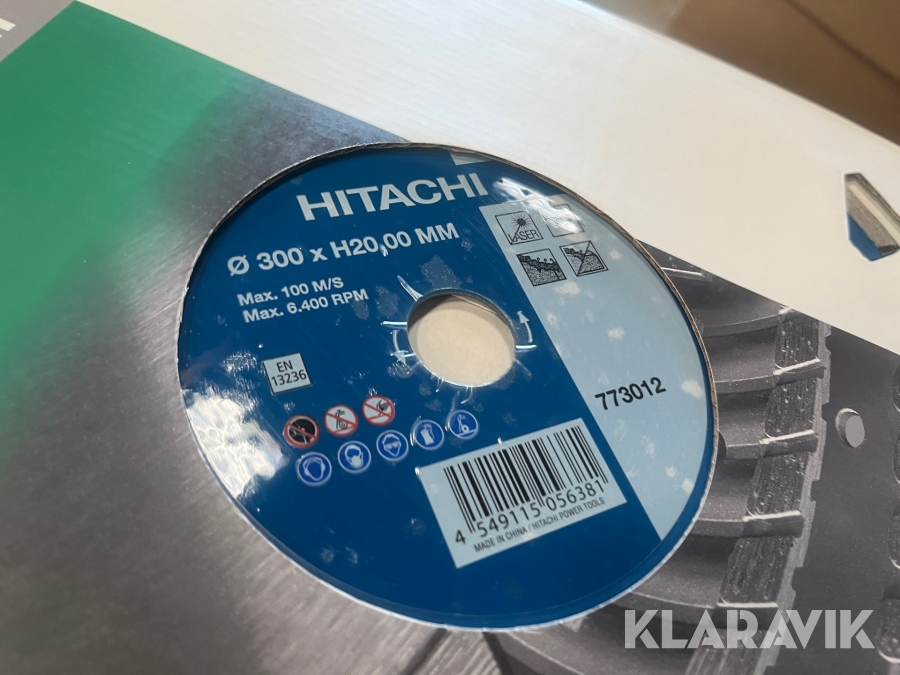 HITACHI
Ø 300 x H20,00 MM
Max. 100 M/S
Max. 6.400 RPM
LASER
EN
13236
773012
4 549115 056381
MADE IN CHINA / HITACHI POWER TOOLS
KLARAVIK